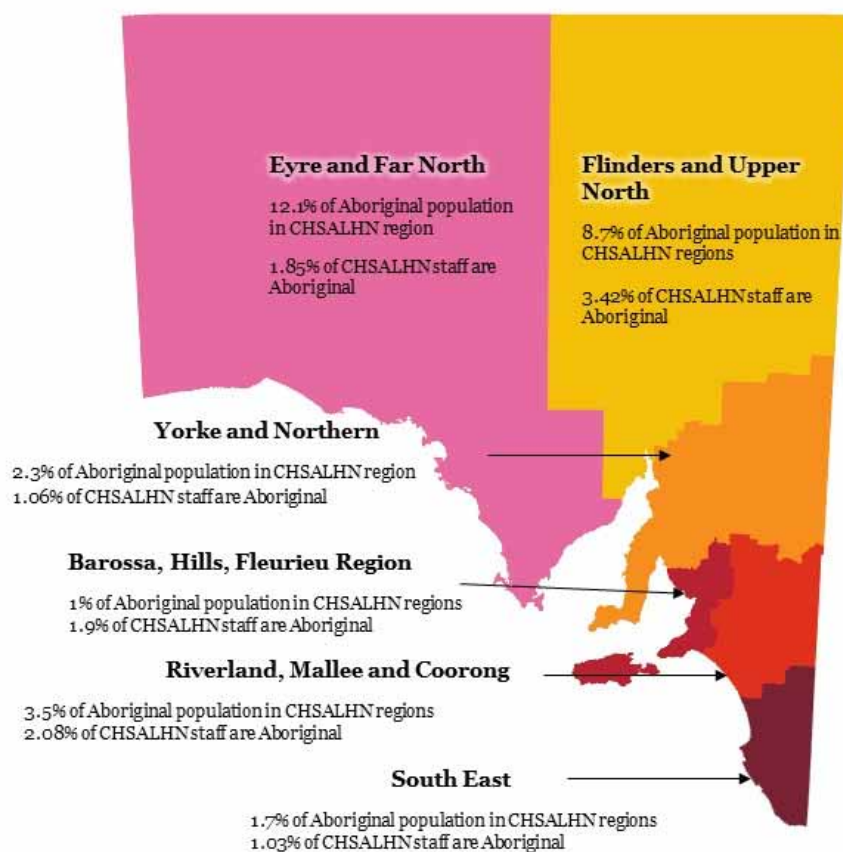 Eyre and Far North
12.1% of Aboriginal population
in CHSALHN region
1.85% of CHSALHN staff are
Aboriginal
Flinders and Upper
North
8.7% of Aboriginal population in
CHSALHN regions
3.42% of CHSALHN staff are
Aboriginal
Yorke and Northern
2.3% of Aboriginal population in CHSALHN region
1.06% of CHSALHN staff are Aboriginal
Barossa, Hills, Fleurieu Region
1% of Aboriginal population in CHSALHN regions
1.9% of CHSALHN staff are Aboriginal
Riverland, Mallee and Coorong
3.5% of Aboriginal population in CHSALHN regions
2.08% of CHSALHN staff are Aboriginal
South East
1.7% of Aboriginal population in CHSALHN regions
1.03% of CHSALHN staff are Aboriginal